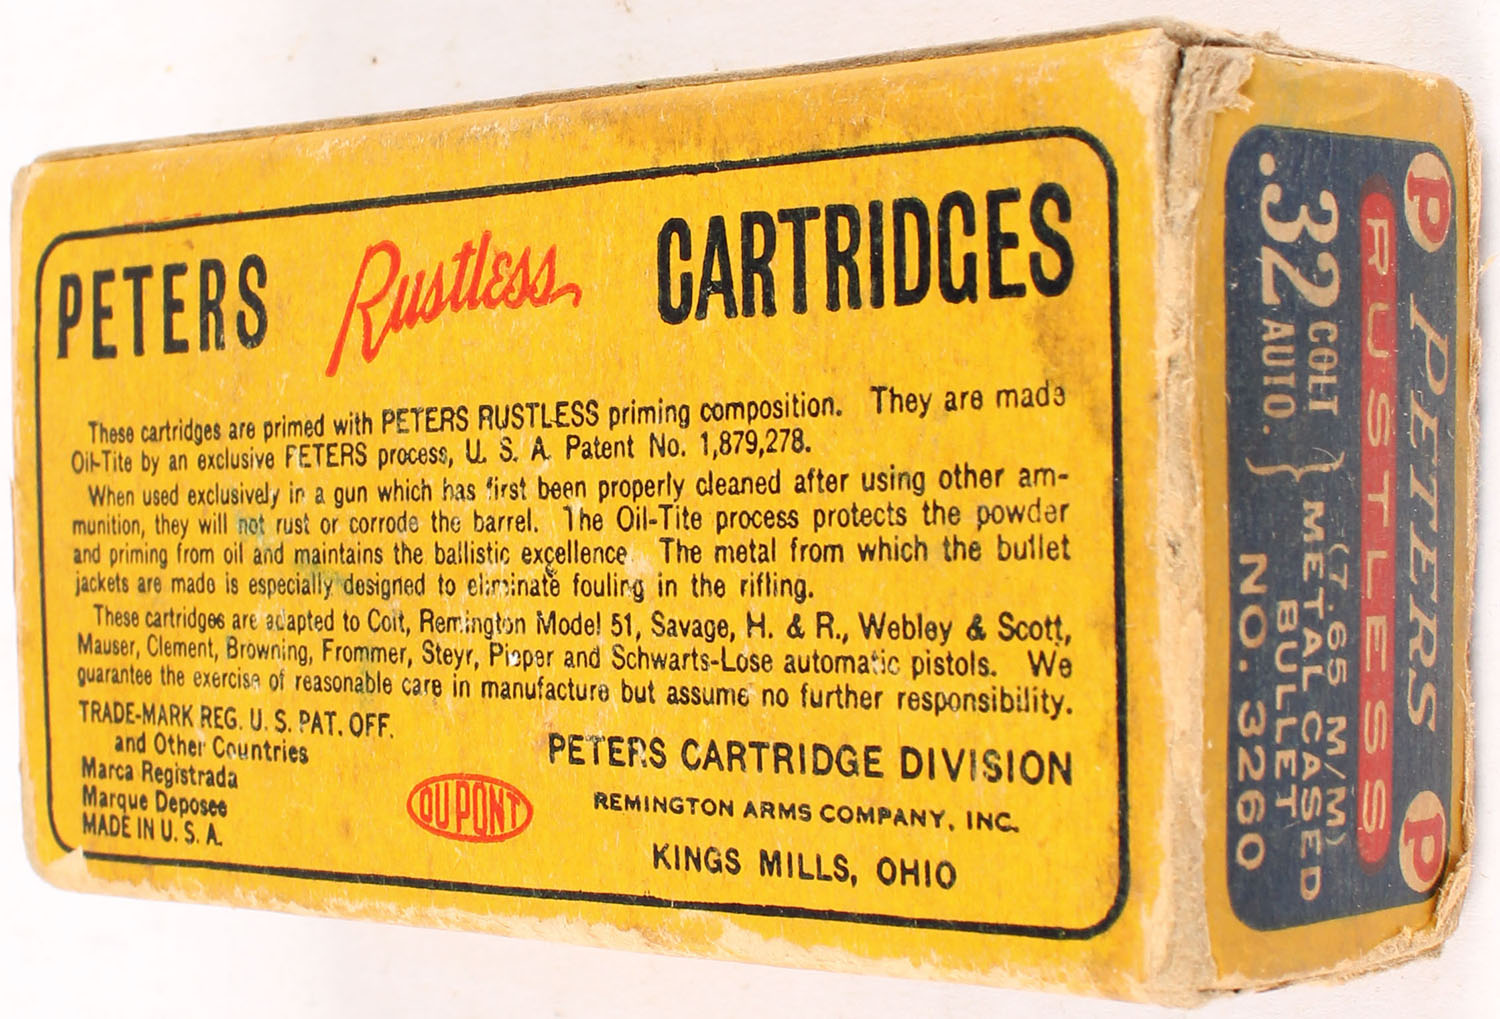 PETERS Rustless CARTRIDGES
These cartridges are primed with PETERS RUSTLESS priming composition. They are made
Oil-Tite by an exclusive PETERS process, U. S. A. Patent No. 1,879,278.
When used exclusively in a gun which has first been properly cleaned after using other am-
munition, they will not rust or corrode the barrel. The Oil-Tite process protects the powder
and priming from oil and maintains the ballistic excellence. The metal from which the bullet
jackets are made is especially designed to eliminate fouling in the rifling.
These cartridges are adapted to Colt, Remington Model 51, Savage, H. & R., Webley & Scott,
Mauser, Clement, Browning, Frommer, Steyr, Pieper and Schwarts-Lose automatic pistols. We
guarantee the exercise of reasonable care in manufacture but assume no further responsibility.
TRADE-MARK REG. U. S. PAT. OFF.
and Other Countries
Marca Registrada
Marque Deposee
MADE IN U. S. A.
DU PONT
PETERS CARTRIDGE DIVISION
REMINGTON ARMS COMPANY, INC.
KINGS MILLS, OHIO
P PETERS P
RUSTLESS
32 COLT (7.65 M/M)
.32 AUTO. METAL CASED
BULLET
NO. 3260